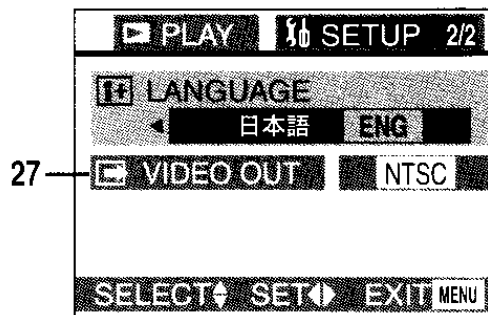 PLAY SETUP 2/2
LANGUAGE
日本語 ENG
27 VIDEO OUT NTSC
SELECT SET EXIT MENU